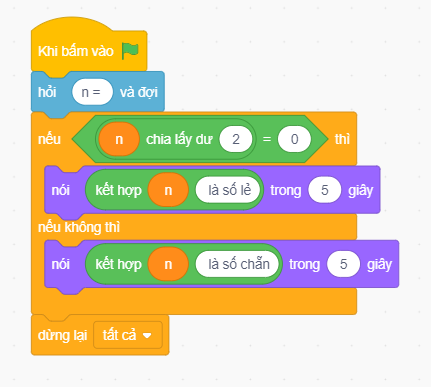 Khi bấm vào
hỏi n = và đợi
nếu n chia lấy dư 2 = 0 thì
nói kết hợp n là số lẻ trong 5 giây
nếu không thì
nói kết hợp n là số chẵn trong 5 giây
dừng lại tất cả